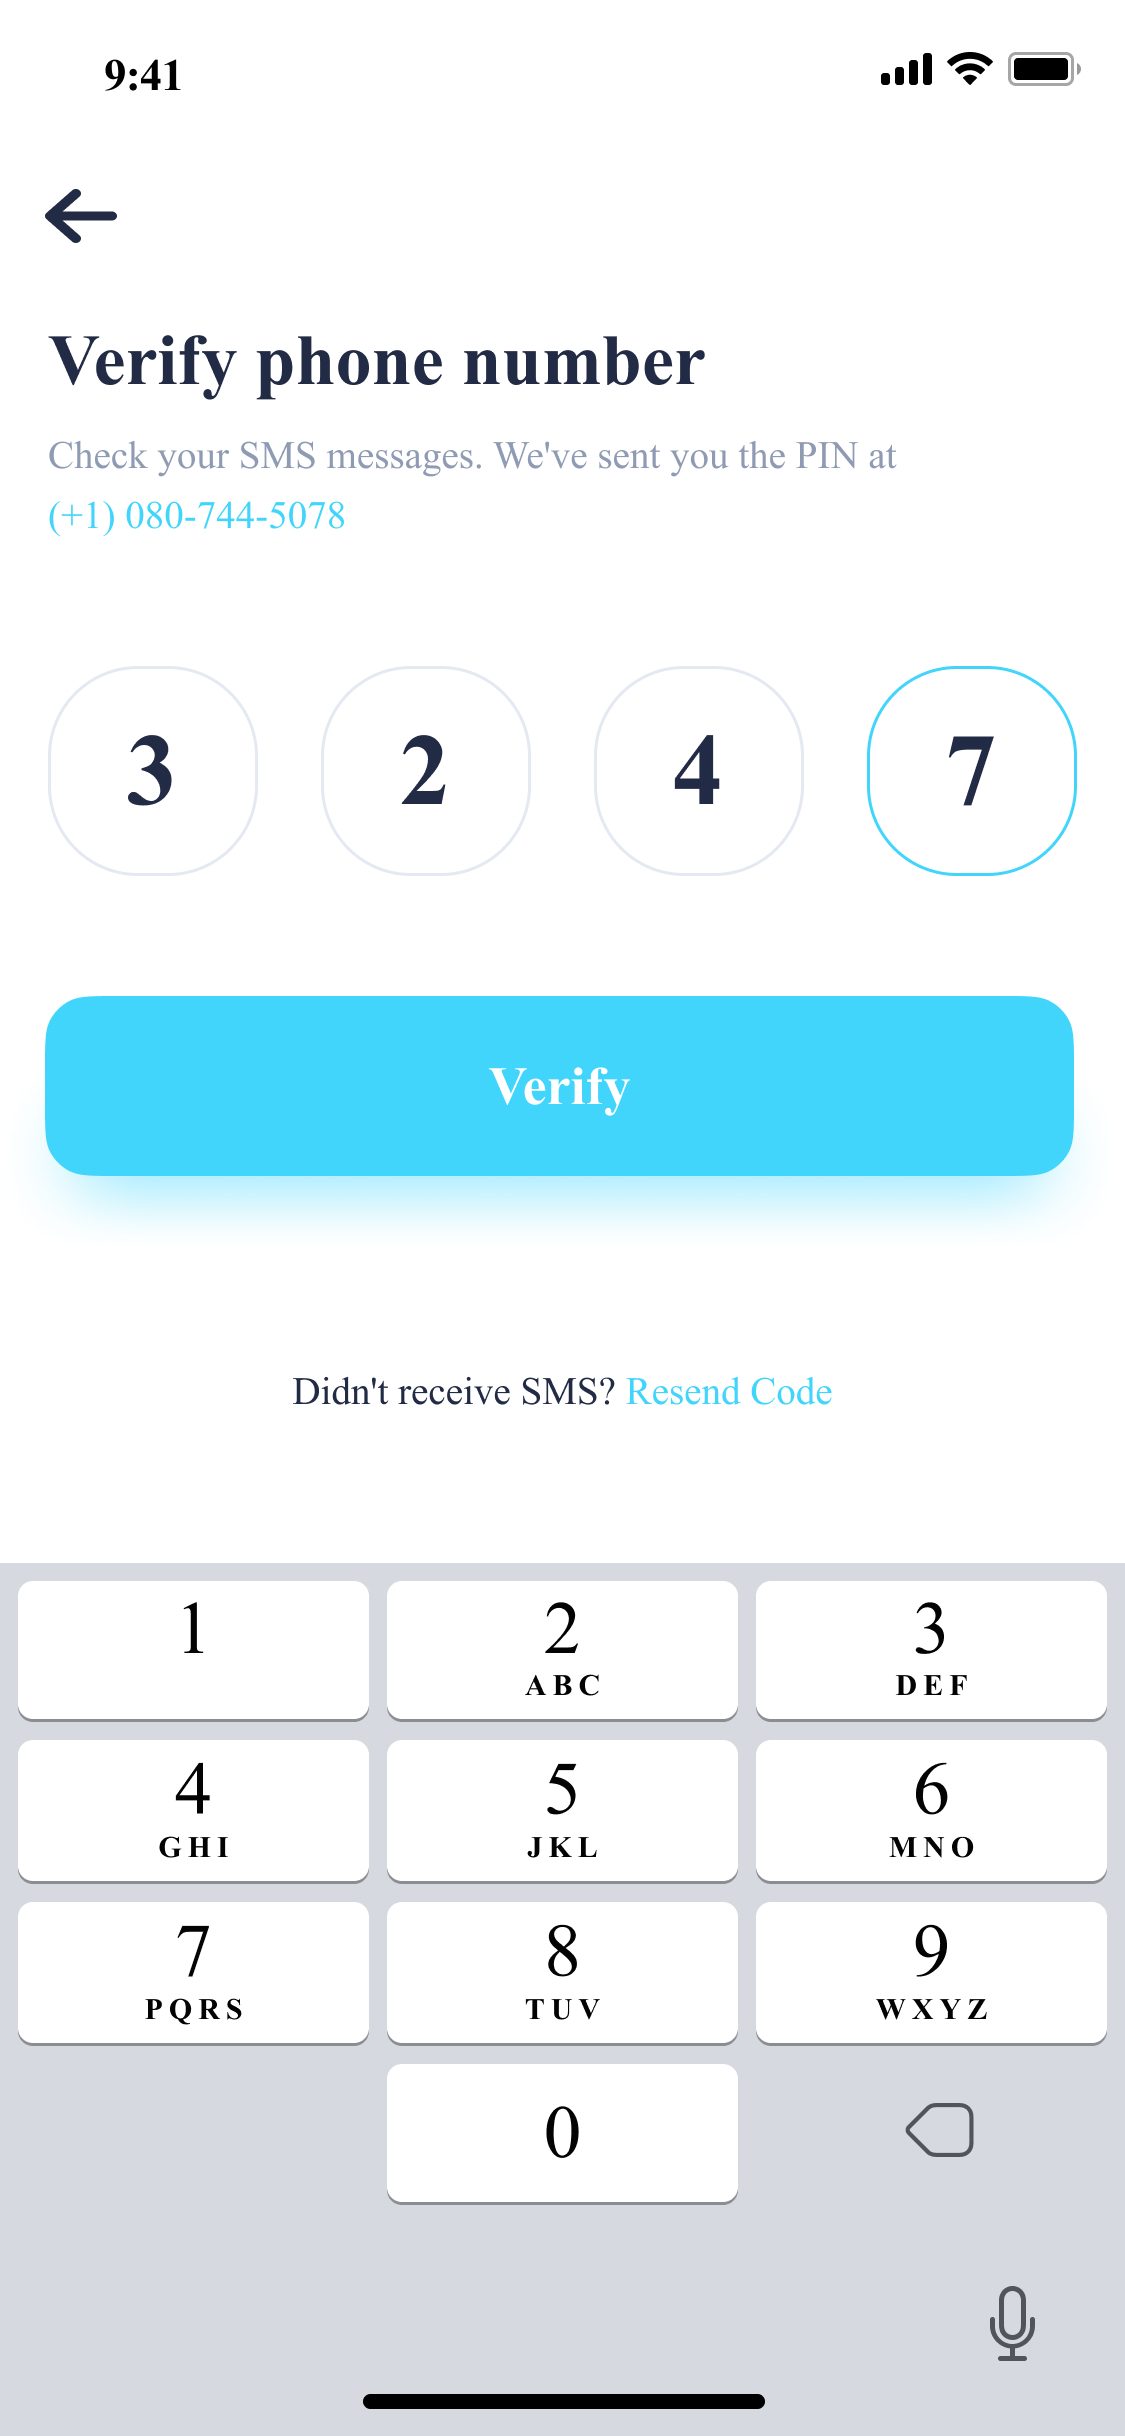 9:41
Verify phone number
Check your SMS messages. We've sent you the PIN at
(+1) 080-744-5078
3 2 4 7
Verify
Didn't receive SMS? Resend Code
1 2 3
ABC DEF
4 5 6
GHI JKL MNO
7 8 9
PQRS TUV WXYZ
0